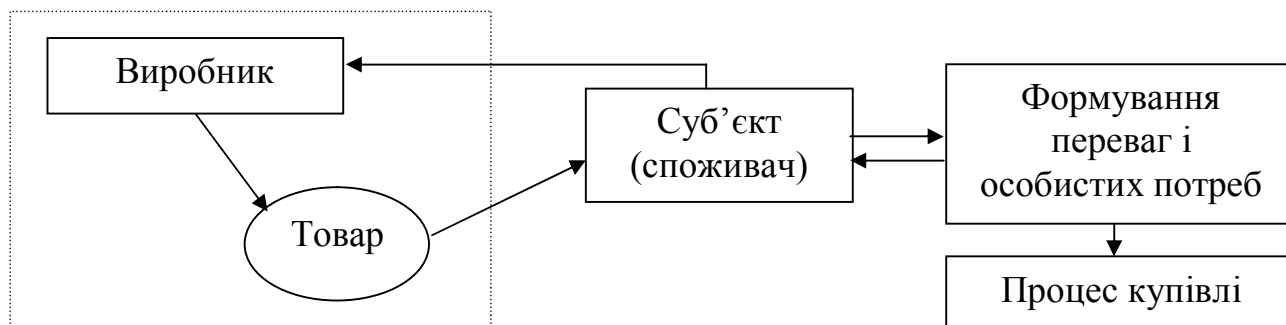 Виробник
Товар
Суб’єкт
(споживач)
Формування
переваг і
особистих потреб
Процес купівлі